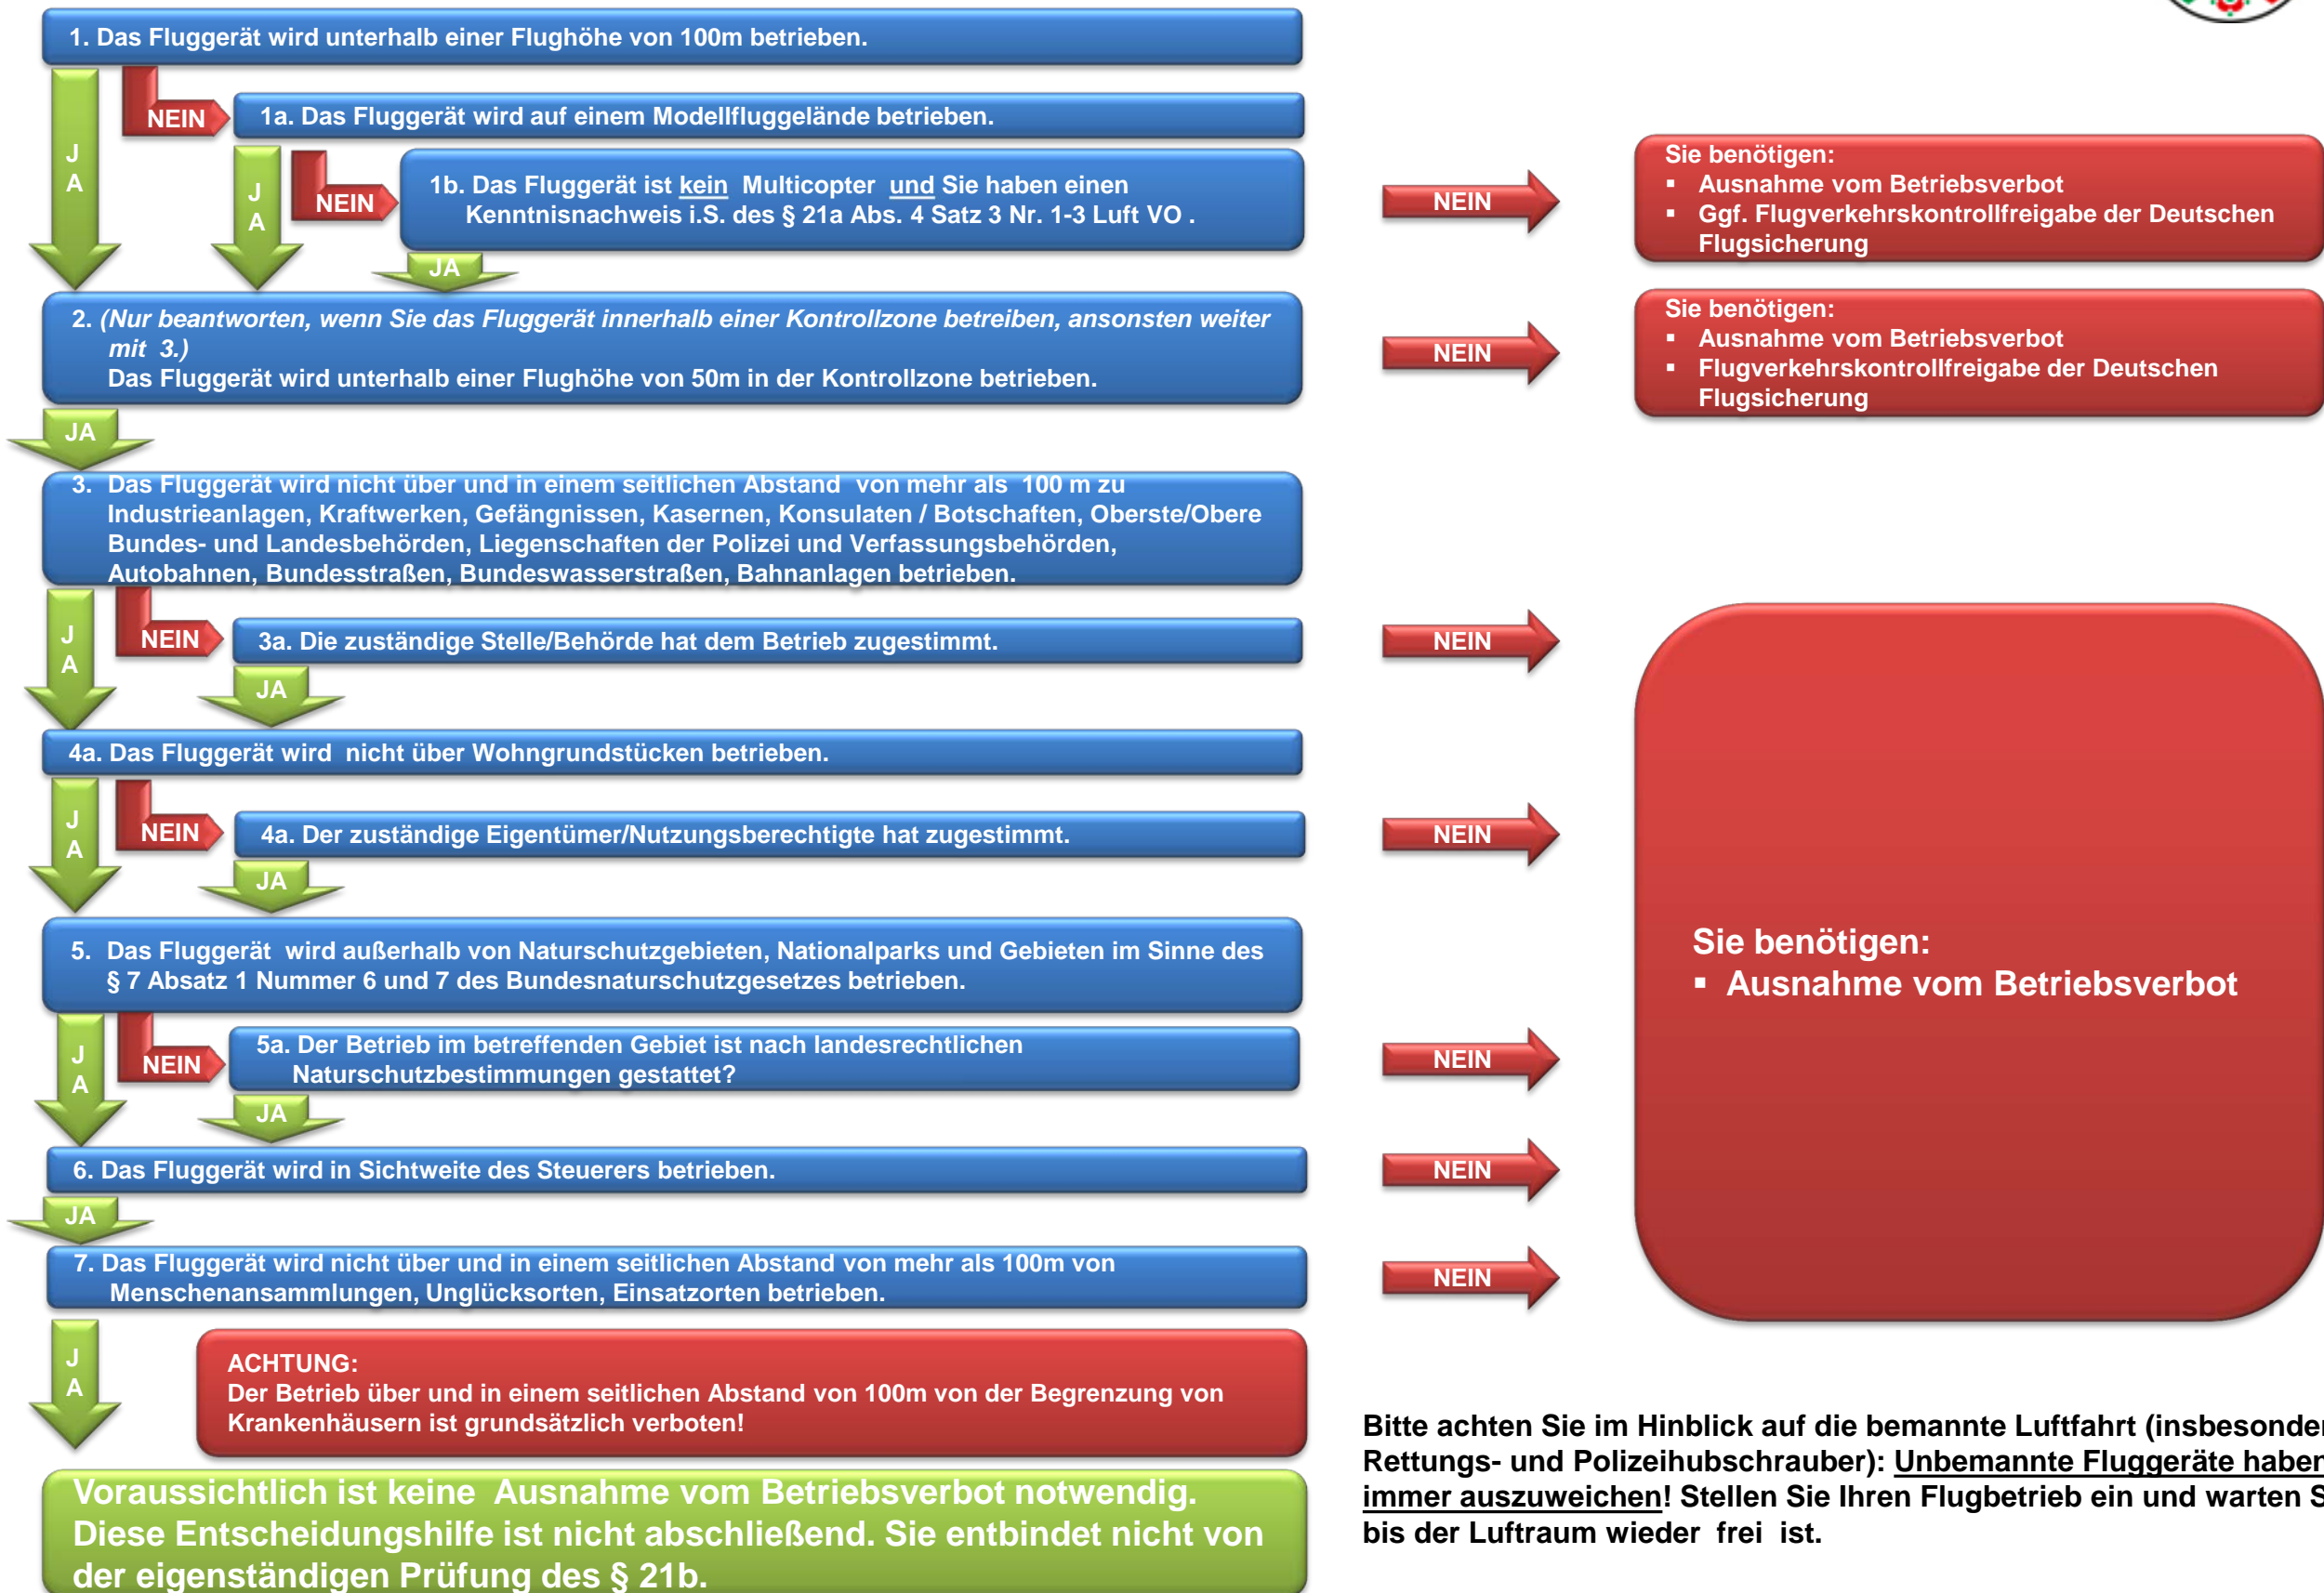 1. Das Fluggerät wird unterhalb einer Flughöhe von 100m betrieben.
J
A
NEIN
1a. Das Fluggerät wird auf einem Modellfluggelände betrieben.
J
A
NEIN
1b. Das Fluggerät ist kein Multicopter und Sie haben einen
Kenntnisnachweis i.S. des § 21a Abs. 4 Satz 3 Nr. 1-3 Luft VO .
JA
NEIN
Sie benötigen:
▪ Ausnahme vom Betriebsverbot
▪ Ggf. Flugverkehrskontrollfreigabe der Deutschen
Flugsicherung
2. (Nur beantworten, wenn Sie das Fluggerät innerhalb einer Kontrollzone betreiben, ansonsten weiter
mit 3.)
Das Fluggerät wird unterhalb einer Flughöhe von 50m in der Kontrollzone betrieben.
NEIN
Sie benötigen:
▪ Ausnahme vom Betriebsverbot
▪ Flugverkehrskontrollfreigabe der Deutschen
Flugsicherung
JA
3. Das Fluggerät wird nicht über und in einem seitlichen Abstand von mehr als 100 m zu
Industrieanlagen, Kraftwerken, Gefängnissen, Kasernen, Konsulaten / Botschaften, Oberste/Obere
Bundes- und Landesbehörden, Liegenschaften der Polizei und Verfassungsbehörden,
Autobahnen, Bundesstraßen, Bundeswasserstraßen, Bahnanlagen betrieben.
J
A
NEIN
3a. Die zuständige Stelle/Behörde hat dem Betrieb zugestimmt.
NEIN
JA
4a. Das Fluggerät wird nicht über Wohngrundstücken betrieben.
J
A
NEIN
4a. Der zuständige Eigentümer/Nutzungsberechtigte hat zugestimmt.
NEIN
JA
5. Das Fluggerät wird außerhalb von Naturschutzgebieten, Nationalparks und Gebieten im Sinne des
§ 7 Absatz 1 Nummer 6 und 7 des Bundesnaturschutzgesetzes betrieben.
Sie benötigen:
▪ Ausnahme vom Betriebsverbot
J
A
NEIN
5a. Der Betrieb im betreffenden Gebiet ist nach landesrechtlichen
Naturschutzbestimmungen gestattet?
NEIN
JA
6. Das Fluggerät wird in Sichtweite des Steuerers betrieben.
NEIN
JA
7. Das Fluggerät wird nicht über und in einem seitlichen Abstand von mehr als 100m von
Menschenansammlungen, Unglücksorten, Einsatzorten betrieben.
NEIN
J
A
ACHTUNG:
Der Betrieb über und in einem seitlichen Abstand von 100m von der Begrenzung von
Krankenhäusern ist grundsätzlich verboten!
Voraussichtlich ist keine Ausnahme vom Betriebsverbot notwendig.
Diese Entscheidungshilfe ist nicht abschließend. Sie entbindet nicht von
der eigenständigen Prüfung des § 21b.
Bitte achten Sie im Hinblick auf die bemannte Luftfahrt (insbesonder
Rettungs- und Polizeihubschrauber): Unbemannte Fluggeräte haben
immer auszuweichen! Stellen Sie Ihren Flugbetrieb ein und warten S
bis der Luftraum wieder frei ist.